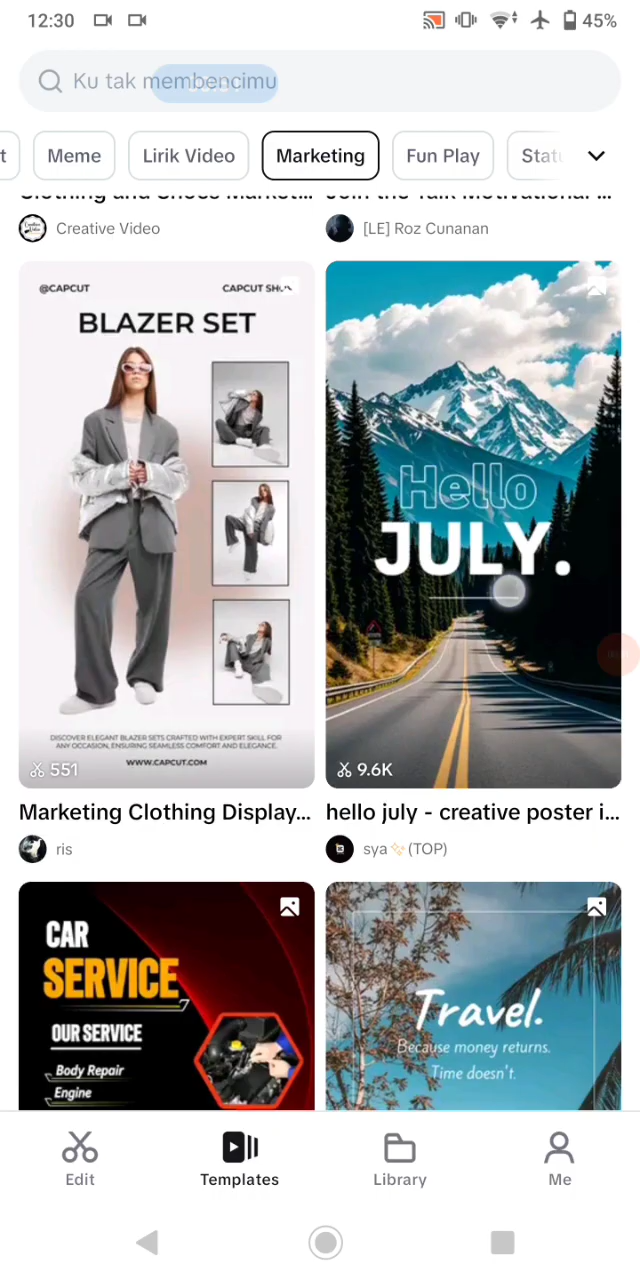 12:30
45%
Ku tak membencimu
t
Meme
Lirik Video
Marketing
Fun Play
Clothing and Shoes Market...
Join the Talk Motivational ...
Creative Video
[LE] Roz Cunanan
@CAPCUT
BLAZER SET
DISCOVER ELEGANT BLAZER SETS CRAFTED WITH EXPERT SKILL FOR
ANY OCCASION, ENSURING SEAMLESS COMFORT AND ELEGANCE.
WWW.CAPCUT.COM
551
Hello
JULY.
9.6K
Marketing Clothing Display...
hello july - creative poster i...
ris
sya✨(TOP)
CAR
SERVICE
OUR SERVICE
Body Repair
Engine
Travel.
Because money returns.
Time doesn't.
Edit
Templates
Library
Me